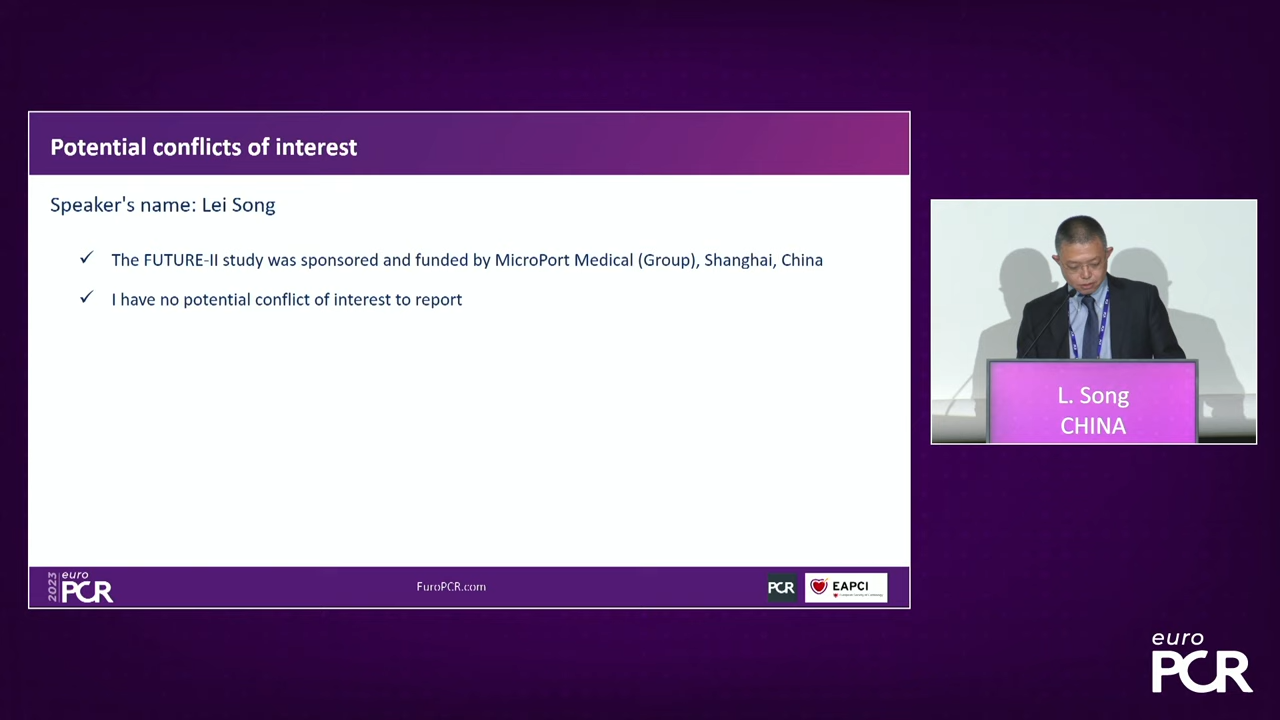 Potential conflicts of interest
Speaker's name: Lei Song
✓ The FUTURE-II study was sponsored and funded by MicroPort Medical (Group), Shanghai, China
✓ I have no potential conflict of interest to report
L. Song
CHINA
2023
euro
PCR
EuroPCR.com
PCR
EAPCI
euro
PCR